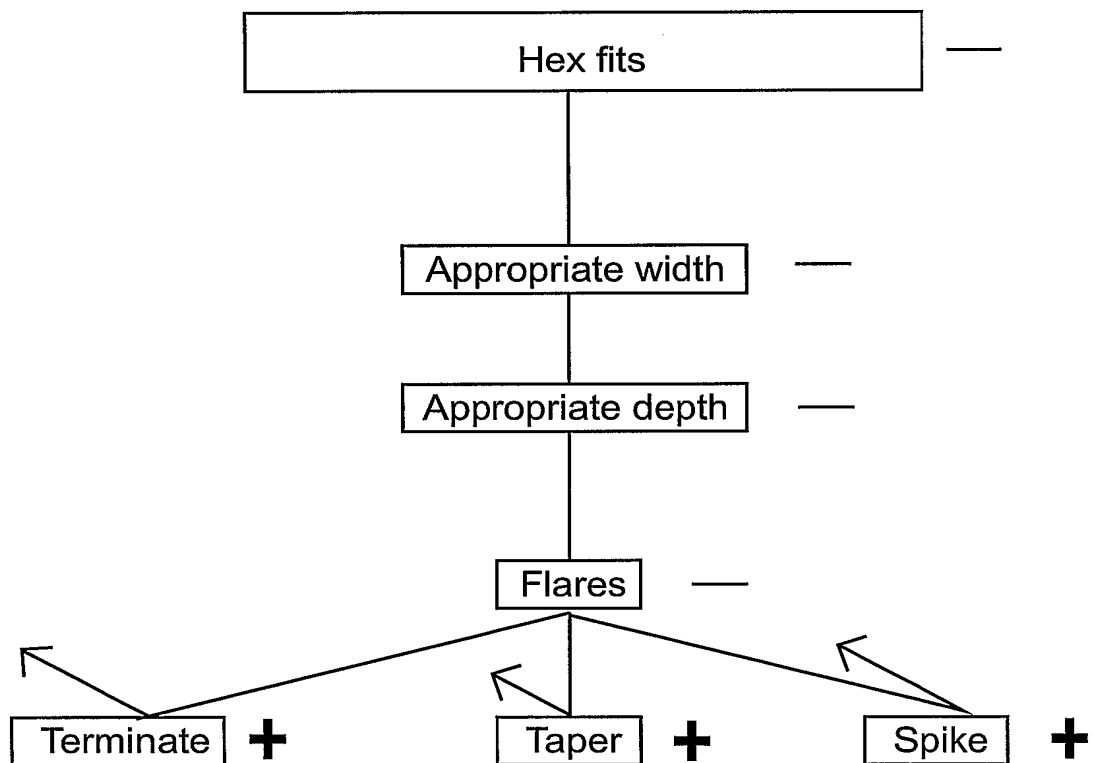 Hex fits —
Appropriate width —
Appropriate depth —
Flares —
Terminate + Taper + Spike +